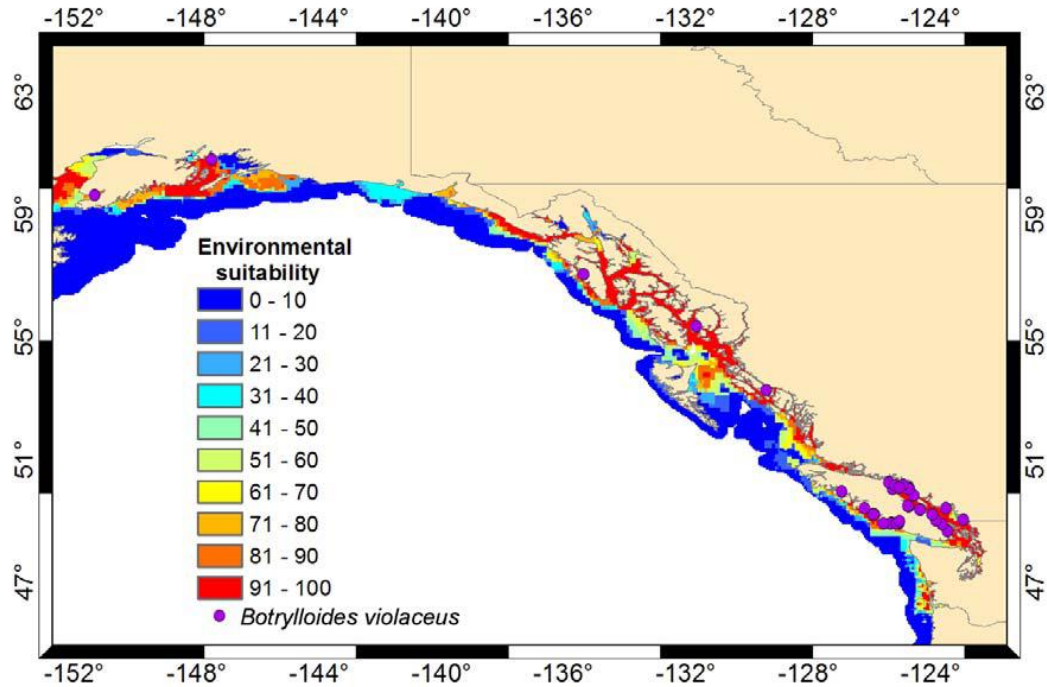 -152° -148° -144° -140° -136° -132° -128° -124°
63° 63°
59° 59°
Environmental
suitability
0 - 10
11 - 20
21 - 30
31 - 40
41 - 50
51 - 60
61 - 70
71 - 80
81 - 90
91 - 100
Botrylloides violaceus
55° 55°
51° 51°
47° 47°
-152° -148° -144° -140° -136° -132° -128° -124°